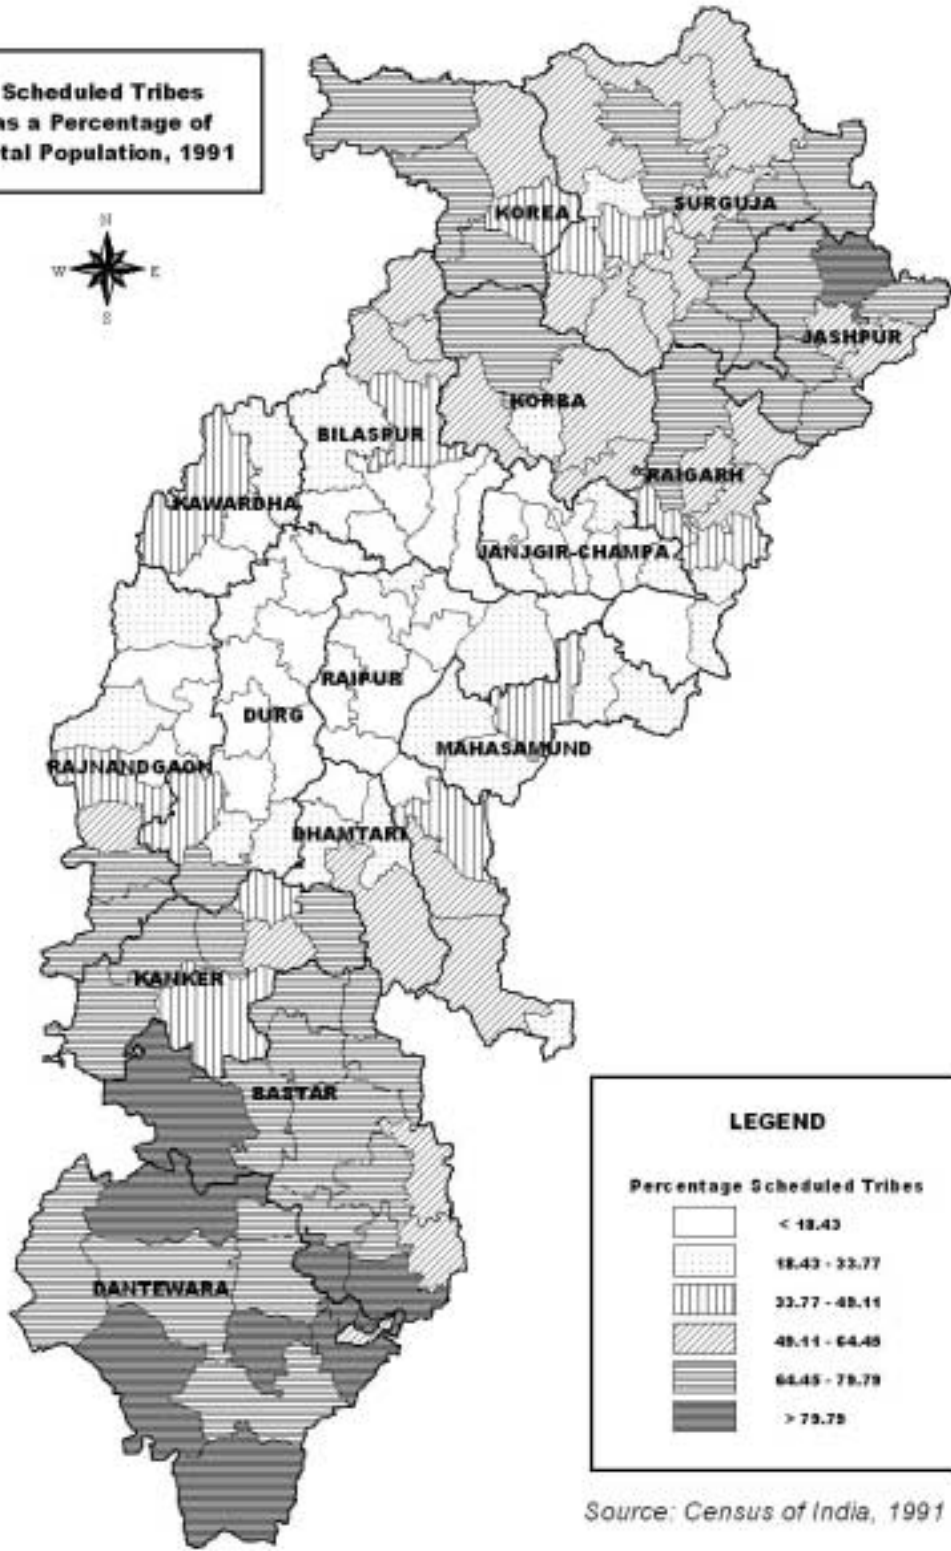 Scheduled Tribes
as a Percentage of
tal Population, 1991
N
W E
S
KOREA
SURGUJA
JASHPUR
KORBA
BILASPUR
RAIGARH
KAWARDHA
JANJGIR-CHAMPA
RAIPUR
DURG
MAHASAMUND
RAJNANDGAON
DHAMTARI
KANKER
BASTAR
DANTEWARA
LEGEND
Percentage Scheduled Tribes
< 18.43
18.43 - 33.77
33.77 - 49.11
49.11 - 64.45
64.45 - 79.79
> 79.79
Source: Census of India, 1991